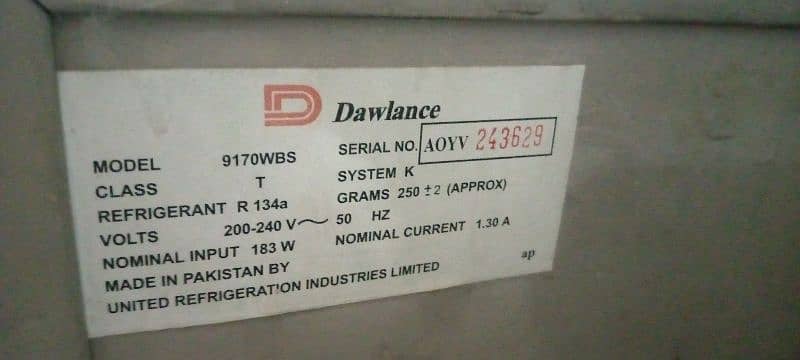 Dawlance
MODEL 9170WBS SERIAL NO. AOYV 243629
CLASS T SYSTEM K
REFRIGERANT R 134a GRAMS 250 ±2 (APPROX)
VOLTS 200-240 V~ 50 HZ
NOMINAL INPUT 183 W NOMINAL CURRENT 1.30 A
MADE IN PAKISTAN BY
UNITED REFRIGERATION INDUSTRIES LIMITED
ap